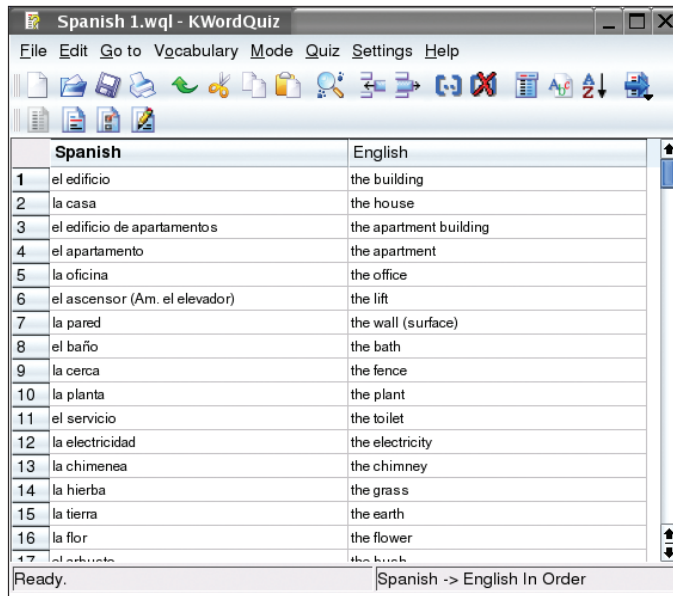 Spanish 1.wql - KWordQuiz
File Edit Go to Vocabulary Mode Quiz Settings Help
Spanish English
1 el edificio the building
2 la casa the house
3 el edificio de apartamentos the apartment building
4 el apartamento the apartment
5 la oficina the office
6 el ascensor (Am. el elevador) the lift
7 la pared the wall (surface)
8 el baño the bath
9 la cerca the fence
10 la planta the plant
11 el servicio the toilet
12 la electricidad the electricity
13 la chimenea the chimney
14 la hierba the grass
15 la tierra the earth
16 la flor the flower
17 el arbusto the bush
Ready. Spanish -> English In Order